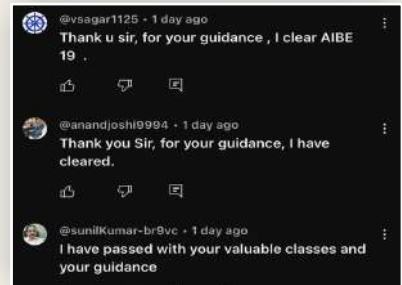 @vsagar1125 • 1 day ago
Thank u sir, for your guidance , I clear AIBE
19 .
@anandjoshi9994 • 1 day ago
Thank you Sir, for your guidance, I have
cleared.
@sunilKumar-br9vc • 1 day ago
I have passed with your valuable classes and
your guidance